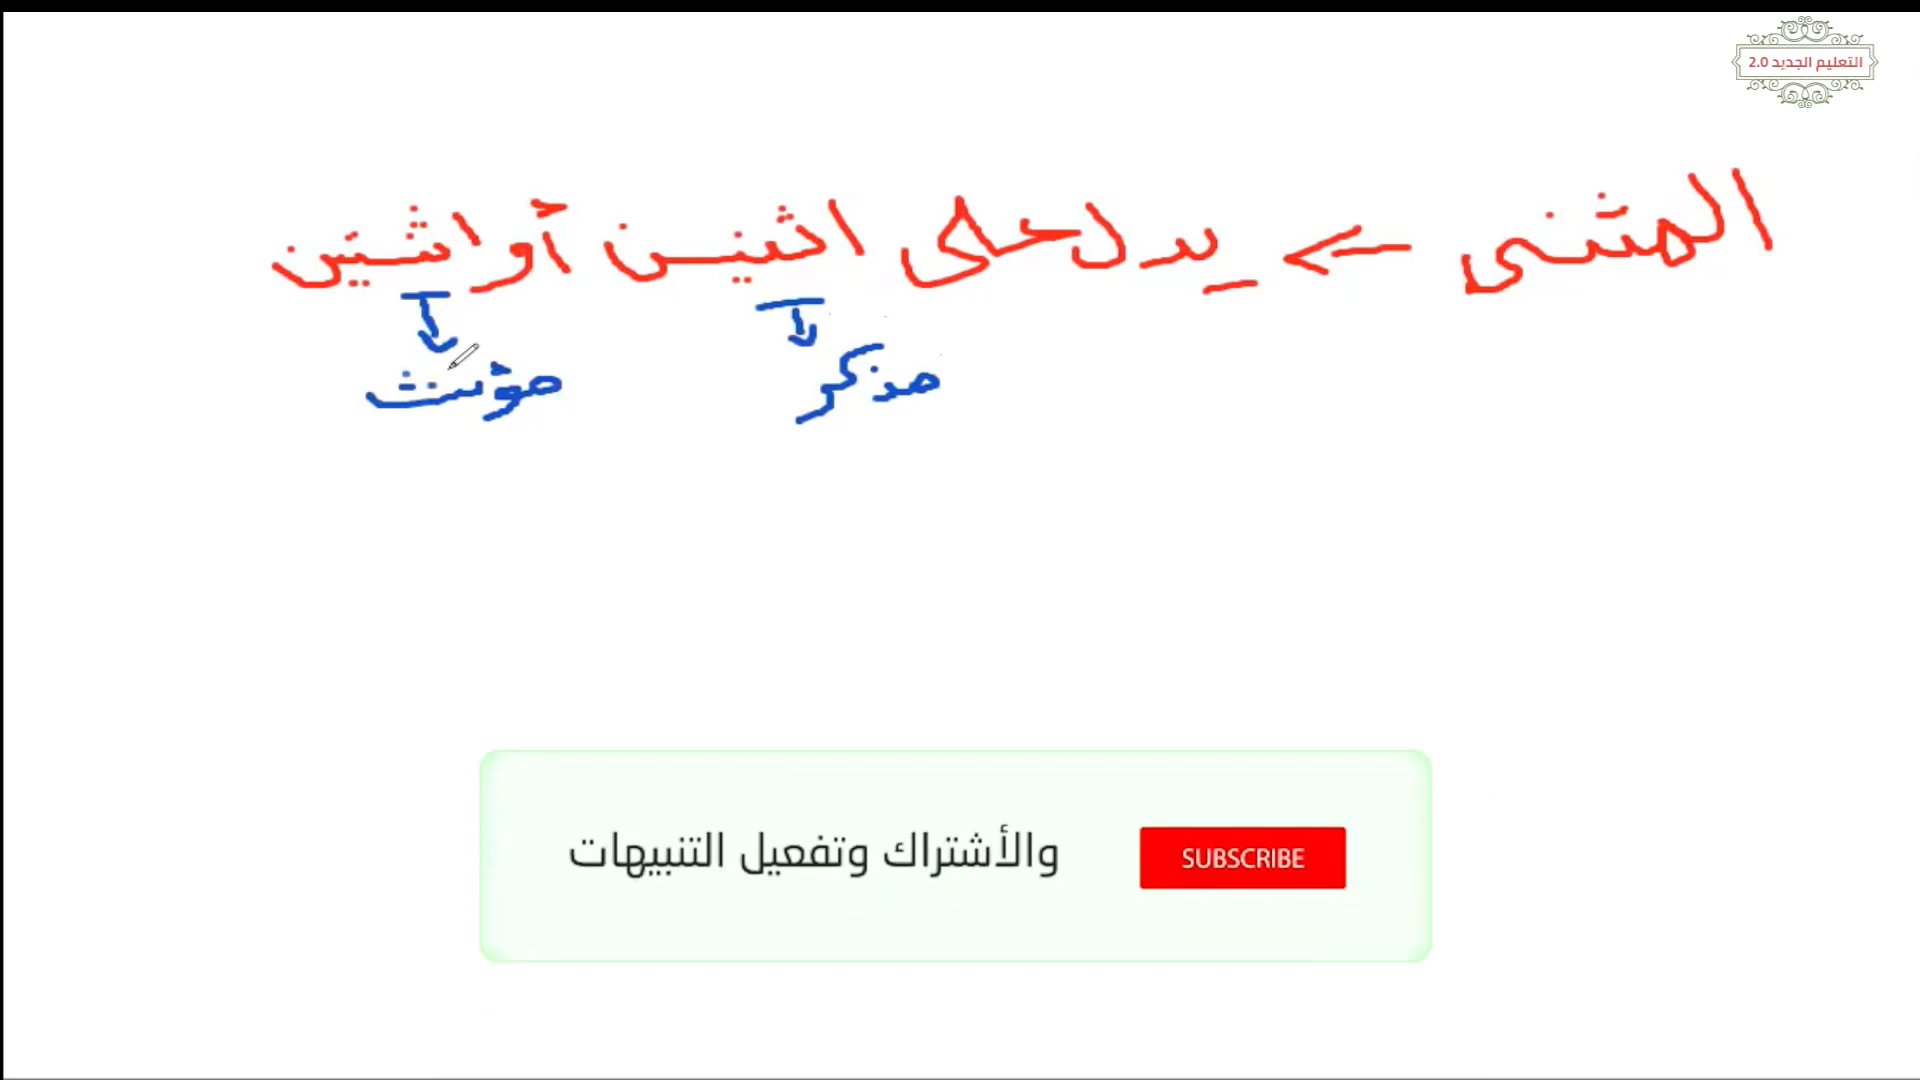 التعليم الجديد 2.0
المثنى ← يدل على اثنين أو اثنتين
مذكر مؤنث
والأشتراك وتفعيل التنبيهات SUBSCRIBE